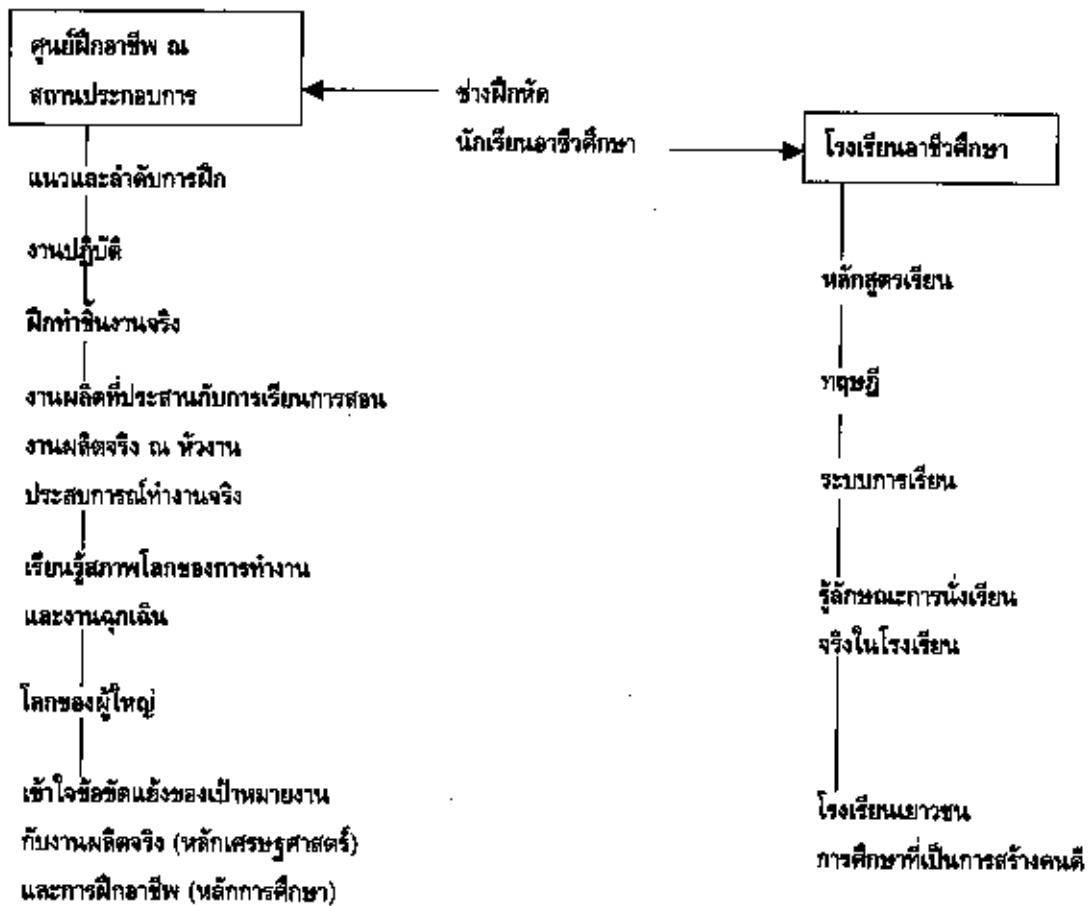 ศูนย์ฝึกอาชีพ ณ
สถานประกอบการ
ช่างฝึกหัด
นักเรียนอาชีวศึกษา
โรงเรียนอาชีวศึกษา
แนวและลำดับการฝึก
งานปฏิบัติ
ฝึกทำชิ้นงานจริง
งานผลิตที่ประสานกับการเรียนการสอน
งานผลิตจริง ณ หัวงาน
ประสบการณ์ทำงานจริง
เรียนรู้สภาพโลกของการทำงาน
และงานฉุกเฉิน
โลกของผู้ใหญ่
เข้าใจข้อขัดแย้งของเป้าหมายงาน
กับงานผลิตจริง (หลักเศรษฐศาสตร์)
และการฝึกอาชีพ (หลักการศึกษา)
หลักสูตรเรียน
ทฤษฎี
ระบบการเรียน
รู้ลักษณะการนั่งเรียน
จริงในโรงเรียน
โรงเรียนเยาวชน
การศึกษาที่เป็นการสร้างคนดี